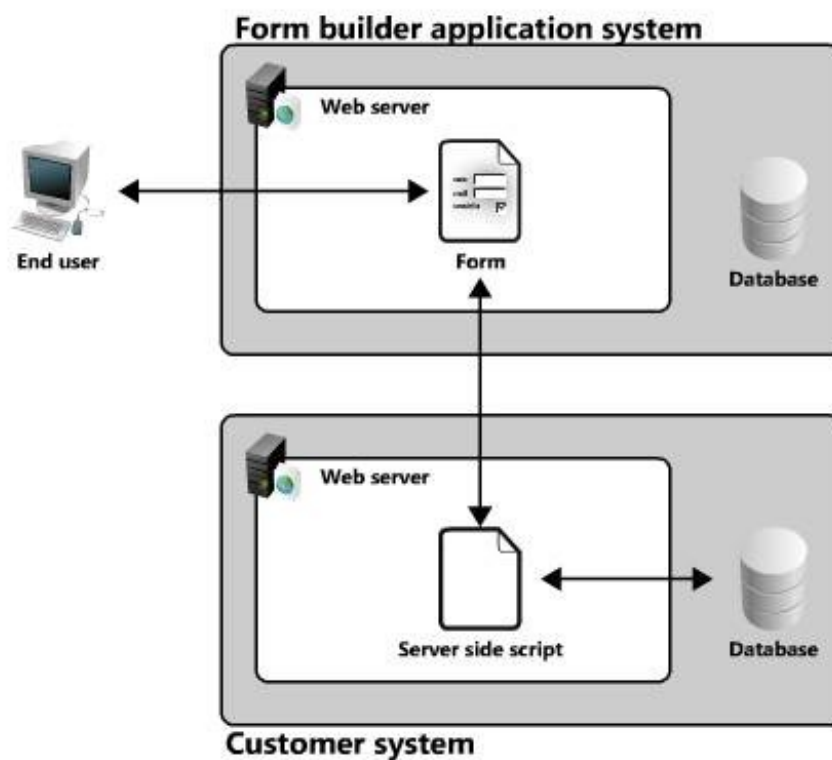 Form builder application system
Web server
End user
Form
Database
Web server
Server side script
Database
Customer system